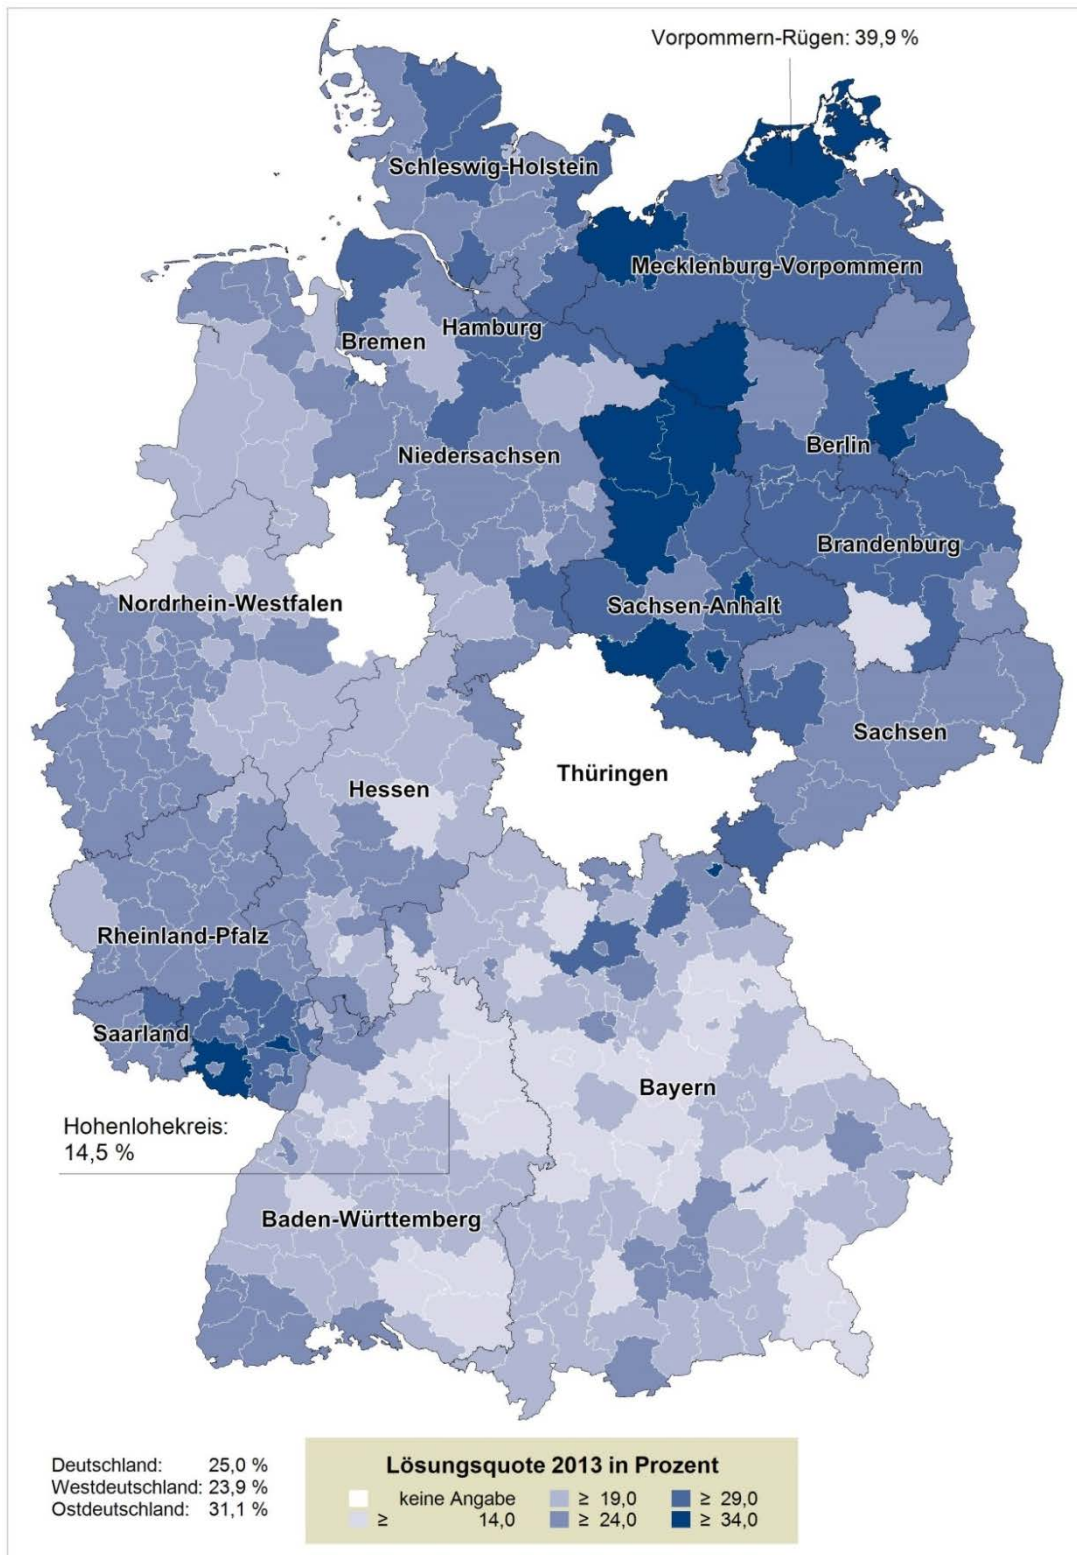 Vorpommern-Rügen: 39,9 %
Schleswig-Holstein
Mecklenburg-Vorpommern
Hamburg
Bremen
Niedersachsen
Berlin
Brandenburg
Nordrhein-Westfalen
Sachsen-Anhalt
Sachsen
Thüringen
Hessen
Rheinland-Pfalz
Saarland
Bayern
Hohenlohekreis:
14,5 %
Baden-Württemberg
Deutschland: 25,0 %
Westdeutschland: 23,9 %
Ostdeutschland: 31,1 %
Lösungsquote 2013 in Prozent
keine Angabe ≥ 19,0 ≥ 29,0
≥ 14,0 ≥ 24,0 ≥ 34,0